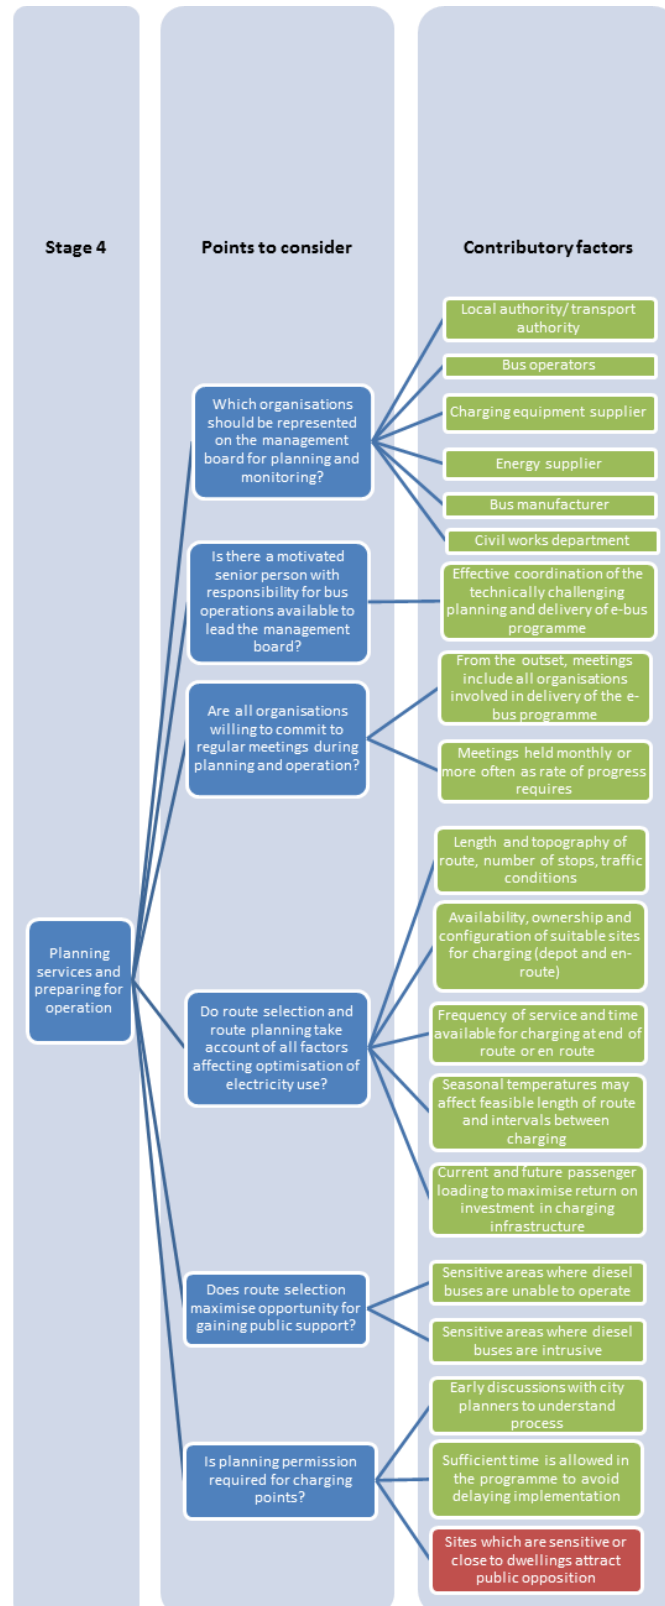 Stage 4
Points to consider
Contributory factors
Planning
services and
preparing for
operation
Which organisations
should be represented
on the management
board for planning and
monitoring?
Local authority/ transport
authority
Bus operators
Charging equipment supplier
Energy supplier
Bus manufacturer
Civil works department
Is there a motivated
senior person with
responsibility for bus
operations available to
lead the management
board?
Effective coordination of the
technically challenging
planning and delivery of e-bus
programme
Are all organisations
willing to commit to
regular meetings during
planning and operation?
From the outset, meetings
include all organisations
involved in delivery of the e-
bus programme
Meetings held monthly or
more often as rate of progress
requires
Do route selection and
route planning take
account of all factors
affecting optimisation of
electricity use?
Length and topography of
route, number of stops, traffic
conditions
Availability, ownership and
configuration of suitable sites
for charging (depot and en-
route)
Frequency of service and time
available for charging at end of
route or en route
Seasonal temperatures may
affect feasible length of route
and intervals between
charging
Current and future passenger
loading to maximise return on
investment in charging
infrastructure
Does route selection
maximise opportunity for
gaining public support?
Sensitive areas where diesel
buses are unable to operate
Sensitive areas where diesel
buses are intrusive
Is planning permission
required for charging
points?
Early discussions with city
planners to understand
process
Sufficient time is allowed in
the programme to avoid
delaying implementation
Sites which are sensitive or
close to dwellings attract
public opposition